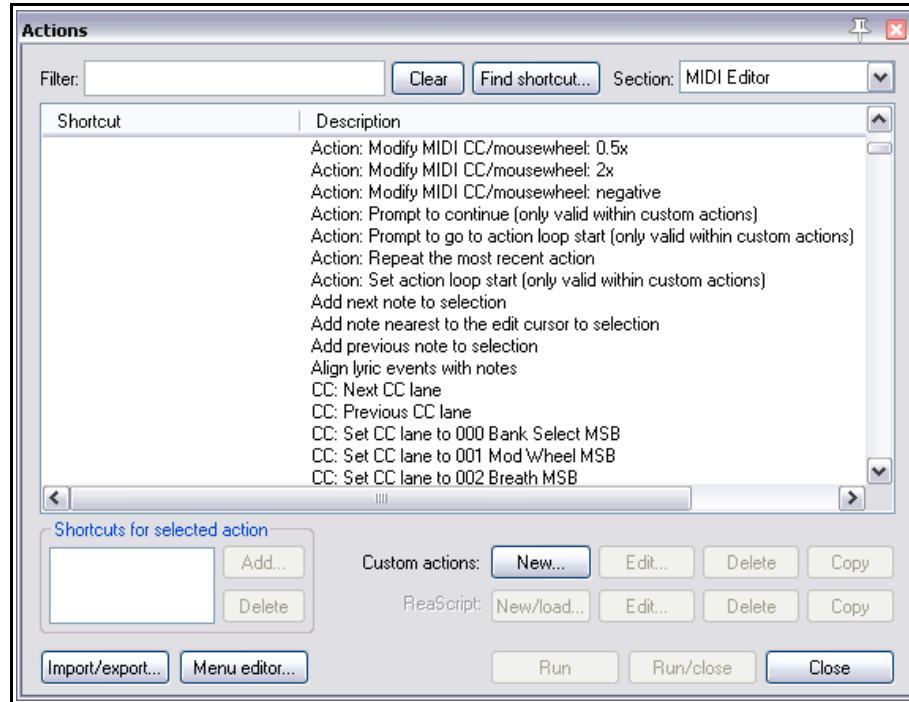 Actions
Filter: Clear Find shortcut... Section: MIDI Editor
Shortcut Description
Action: Modify MIDI CC/mousewheel: 0.5x
Action: Modify MIDI CC/mousewheel: 2x
Action: Modify MIDI CC/mousewheel: negative
Action: Prompt to continue (only valid within custom actions)
Action: Prompt to go to action loop start (only valid within custom actions)
Action: Repeat the most recent action
Action: Set action loop start (only valid within custom actions)
Add next note to selection
Add note nearest to the edit cursor to selection
Add previous note to selection
Align lyric events with notes
CC: Next CC lane
CC: Previous CC lane
CC: Set CC lane to 000 Bank Select MSB
CC: Set CC lane to 001 Mod Wheel MSB
CC: Set CC lane to 002 Breath MSB
Shortcuts for selected action
Add... Custom actions: New... Edit... Delete Copy
Delete ReaScript: New/load... Edit... Delete Copy
Import/export... Menu editor... Run Run/close Close